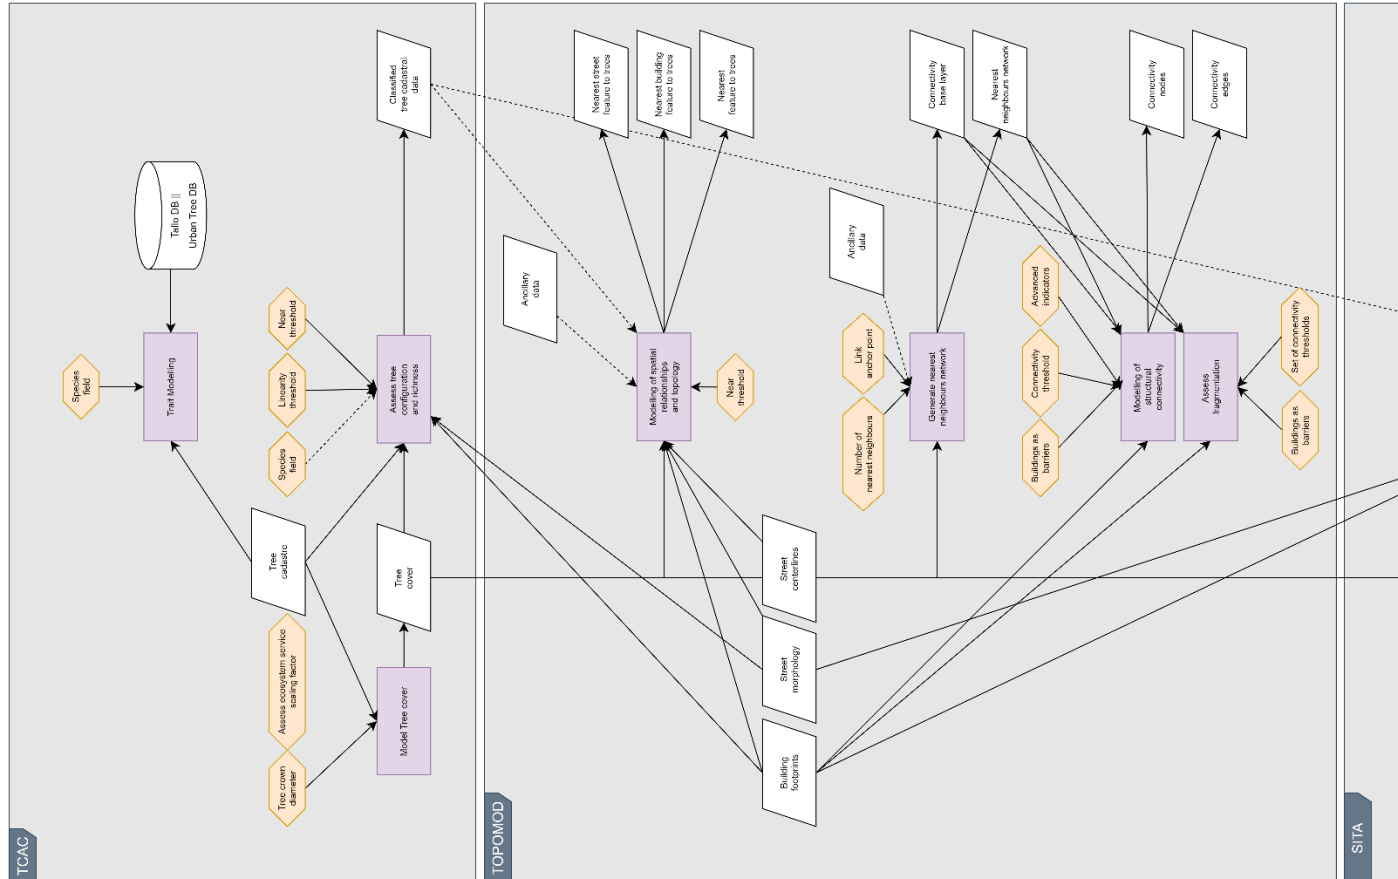 TCAC
Species
field
Trait Modelling
Tallo DB ||
Urban Tree DB
Near
threshold
Linearity
threshold
Species
field
Assess tree
configuration
and richness
Classified
tree cadastral
data
Tree
cadastre
Tree
cover
Assess ecosystem service
scaling factor
Tree crown
diameter
Model Tree cover
TOPOMOD
Nearest street
feature to trees
Nearest building
feature to trees
Nearest
feature to trees
Ancillary
data
Modelling of spatial
relationships
and topology
Near
threshold
Street
centerlines
Street
morphology
Building
footprints
Connectivity
base layer
Nearest
neighbours network
Ancillary
data
Link
anchor point
Number of
nearest neighbours
Generate nearest
neighbours network
Connectivity
nodes
Connectivity
edges
Advanced
indicators
Connectivity
threshold
Buildings as
barriers
Modelling of
structural
connectivity
Assess
fragmentation
Set of connectivity
thresholds
Buildings as
barriers
SITA